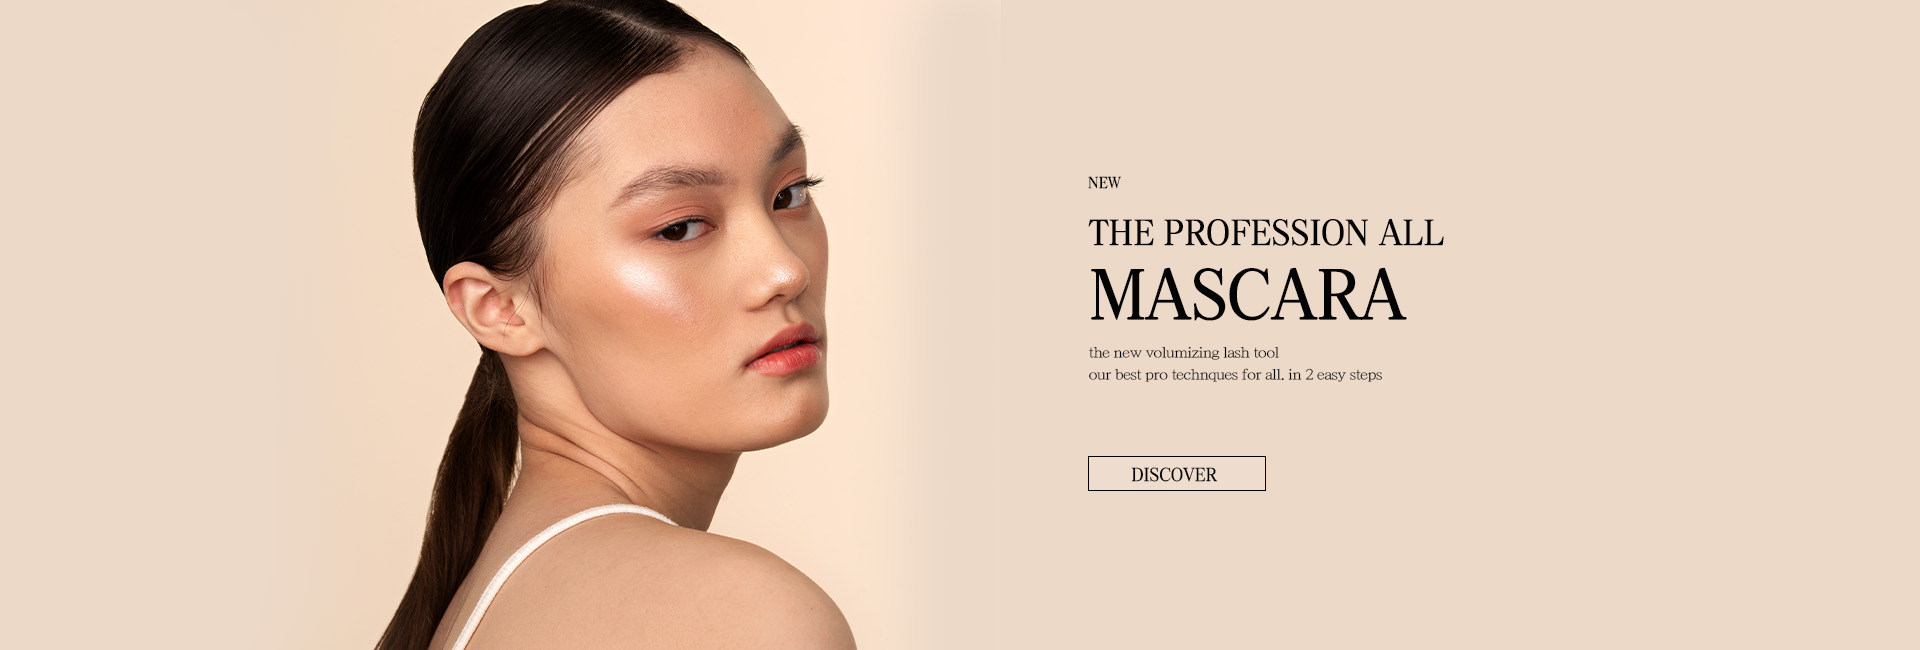 NEW
THE PROFESSION ALL
MASCARA
the new volumizing lash tool
our best pro technques for all. in 2 easy steps
DISCOVER